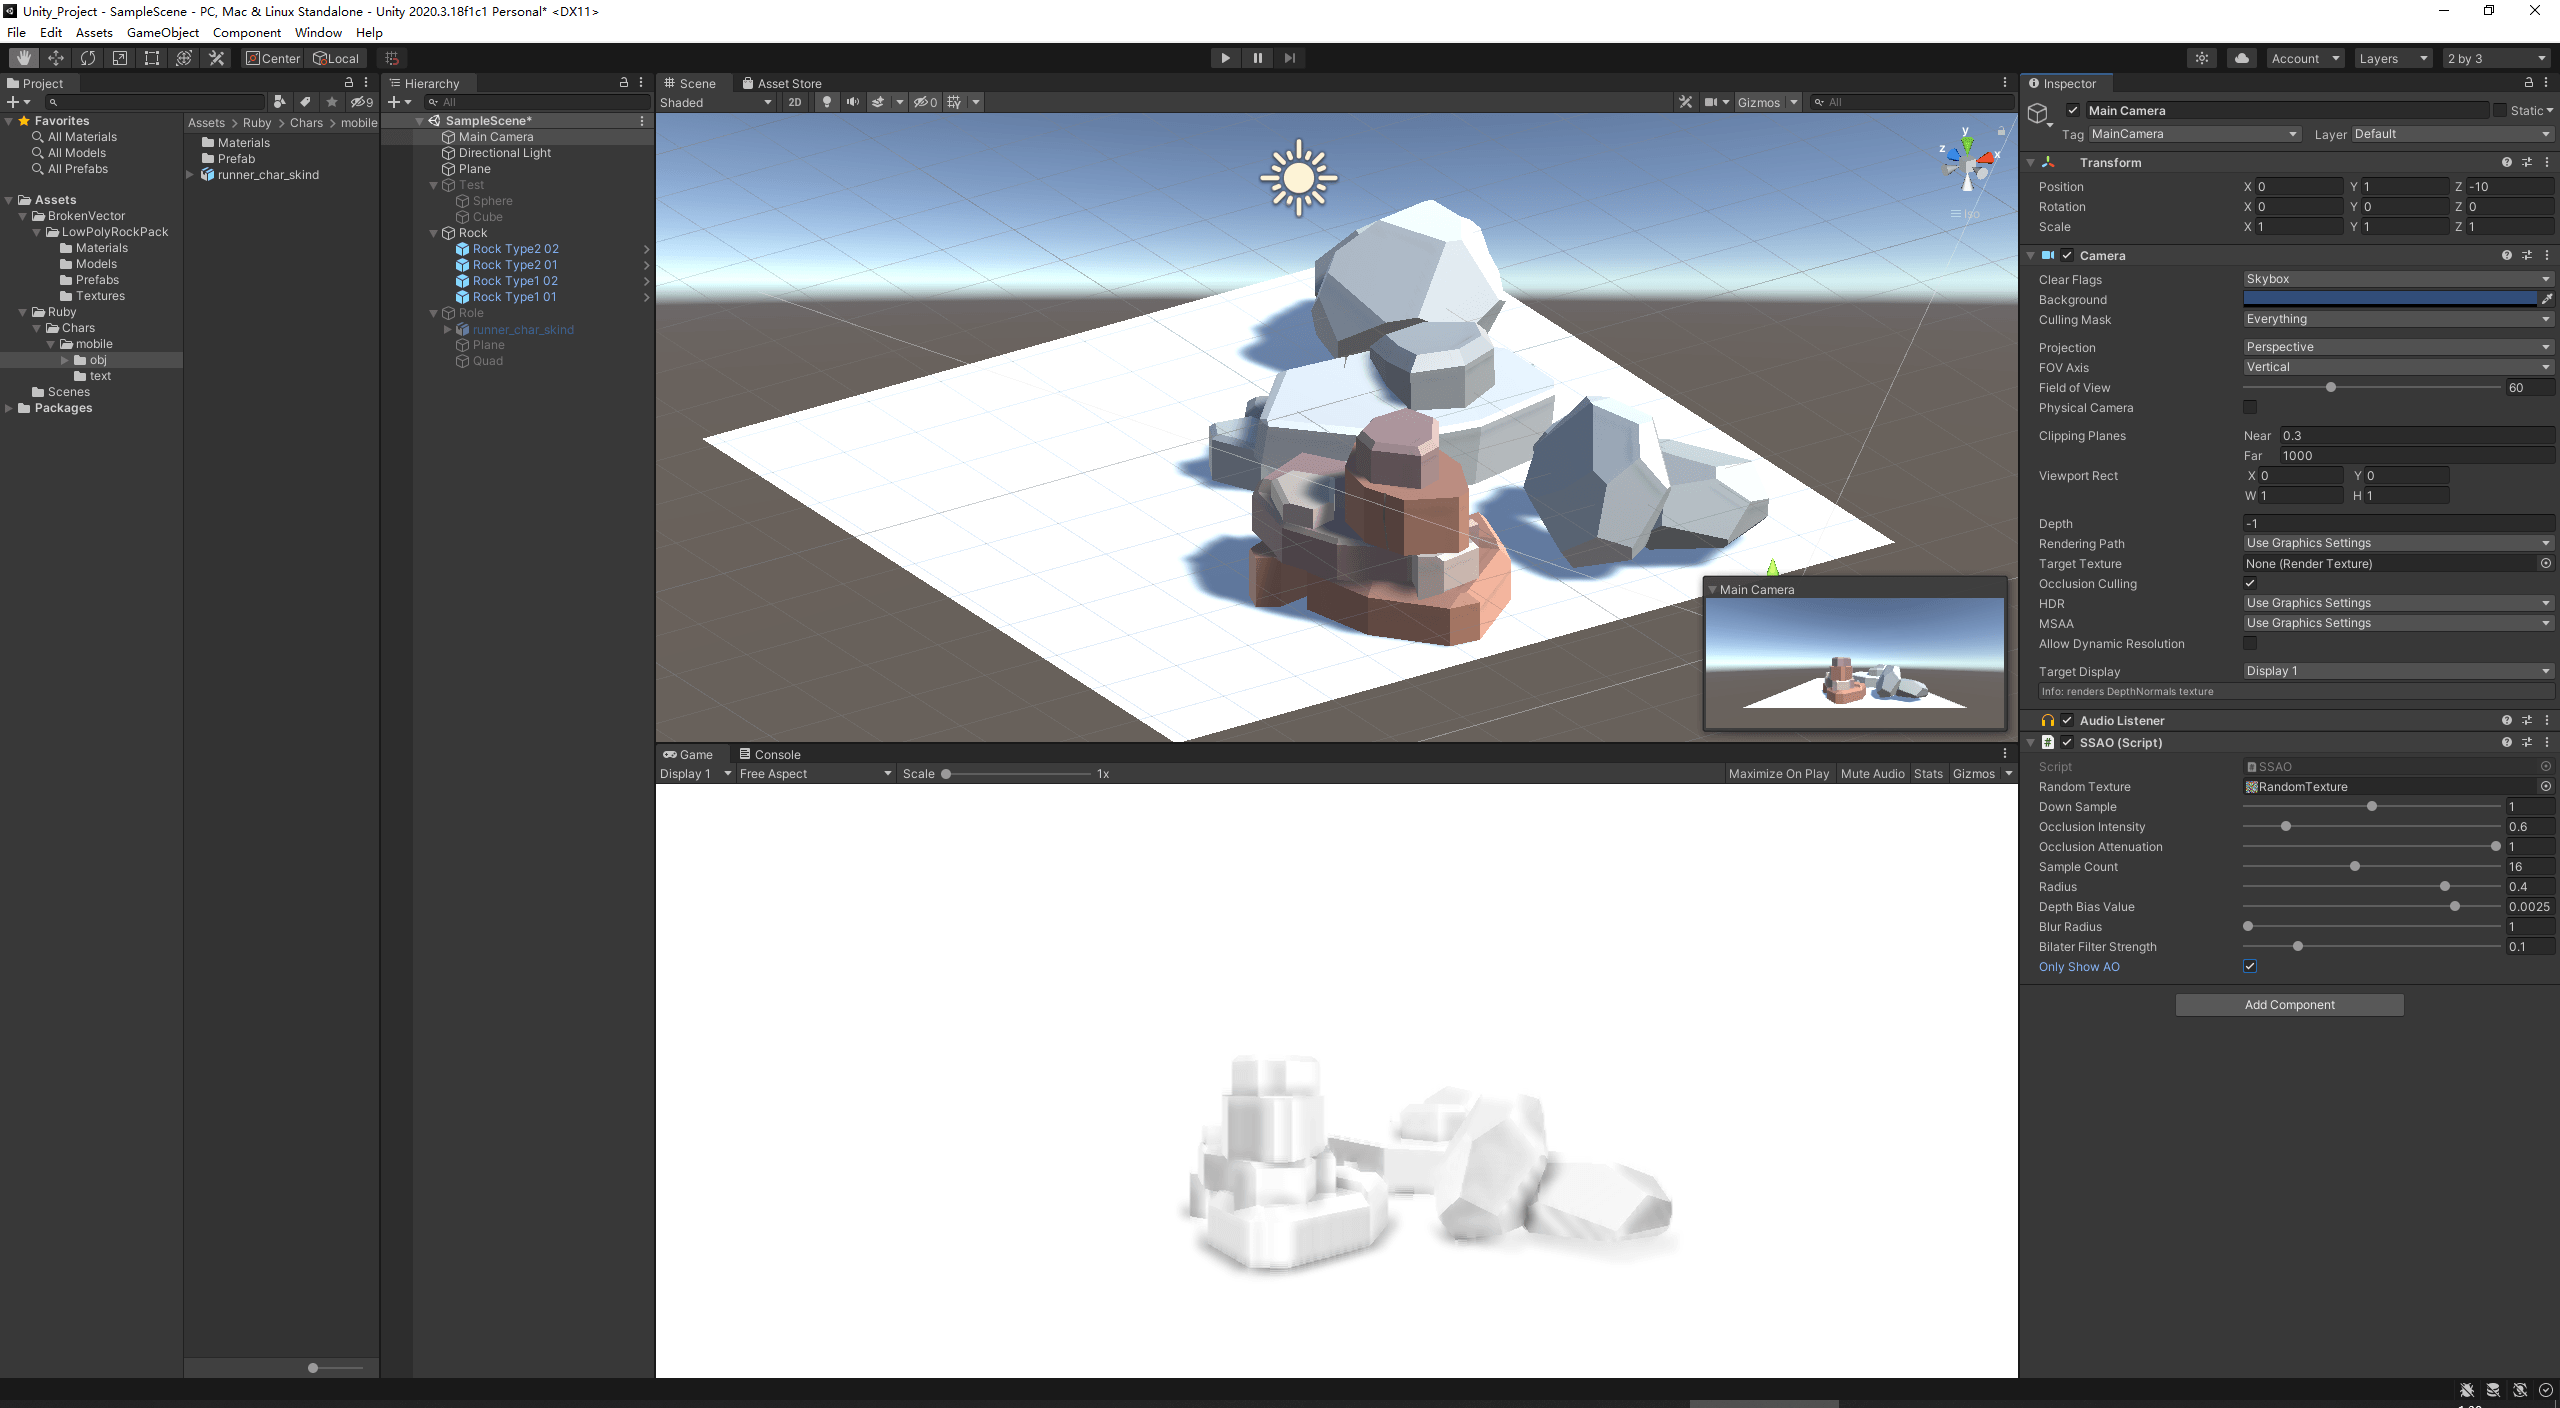 Unity_Project - SampleScene - PC, Mac & Linux Standalone - Unity 2020.3.18f1c1 Personal* <DX11>
File Edit Assets GameObject Component Window Help
Center Local
Account Layers 2 by 3
Project
9
Favorites
All Materials
All Models
All Prefabs
Assets
BrokenVector
LowPolyRockPack
Materials
Models
Prefabs
Textures
Ruby
Chars
mobile
obj
text
Scenes
Packages
Assets > Ruby > Chars > mobile
Materials
Prefab
runner_char_skind
Hierarchy
All
SampleScene*
Main Camera
Directional Light
Plane
Test
Sphere
Cube
Rock
Rock Type2 02
Rock Type2 01
Rock Type1 02
Rock Type1 01
Role
runner_char_skind
Plane
Quad
Scene Asset Store
Shaded 2D 0 Gizmos All
y
z x
Iso
Main Camera
Game Console
Display 1 Free Aspect Scale 1x Maximize On Play Mute Audio Stats Gizmos
Inspector
Main Camera Static
Tag MainCamera Layer Default
Transform
Position X 0 Y 1 Z -10
Rotation X 0 Y 0 Z 0
Scale X 1 Y 1 Z 1
Camera
Clear Flags Skybox
Background
Culling Mask Everything
Projection Perspective
FOV Axis Vertical
Field of View 60
Physical Camera
Clipping Planes Near 0.3
Far 1000
Viewport Rect X 0 Y 0
W 1 H 1
Depth -1
Rendering Path Use Graphics Settings
Target Texture None (Render Texture)
Occlusion Culling
HDR Use Graphics Settings
MSAA Use Graphics Settings
Allow Dynamic Resolution
Target Display Display 1
Info: renders DepthNormals texture
Audio Listener
SSAO (Script)
Script SSAO
Random Texture RandomTexture
Down Sample 1
Occlusion Intensity 0.6
Occlusion Attenuation 1
Sample Count 16
Radius 0.4
Depth Bias Value 0.0025
Blur Radius 1
Bilater Filter Strength 0.1
Only Show AO
Add Component